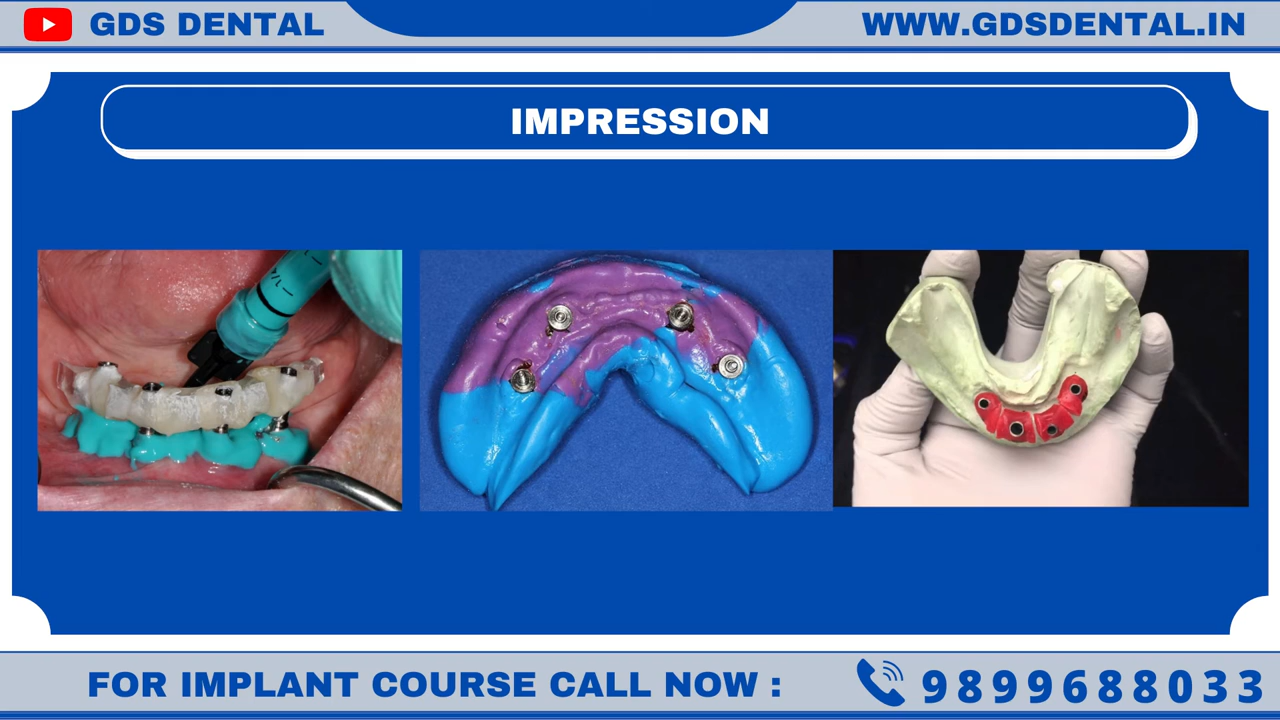 GDS DENTAL
WWW.GDSDENTAL.IN
IMPRESSION
FOR IMPLANT COURSE CALL NOW :
9899688033